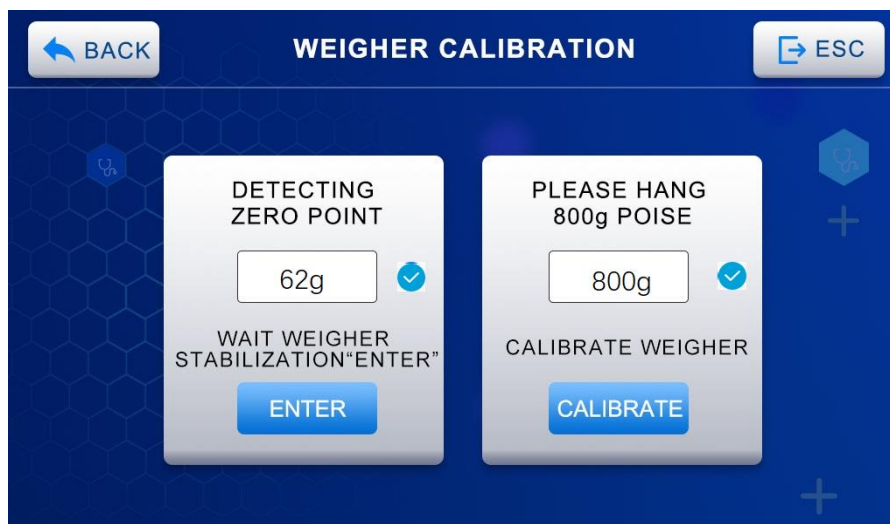 BACK
WEIGHER CALIBRATION
ESC
DETECTING
ZERO POINT
62g
WAIT WEIGHER
STABILIZATION“ENTER”
ENTER
PLEASE HANG
800g POISE
800g
CALIBRATE WEIGHER
CALIBRATE